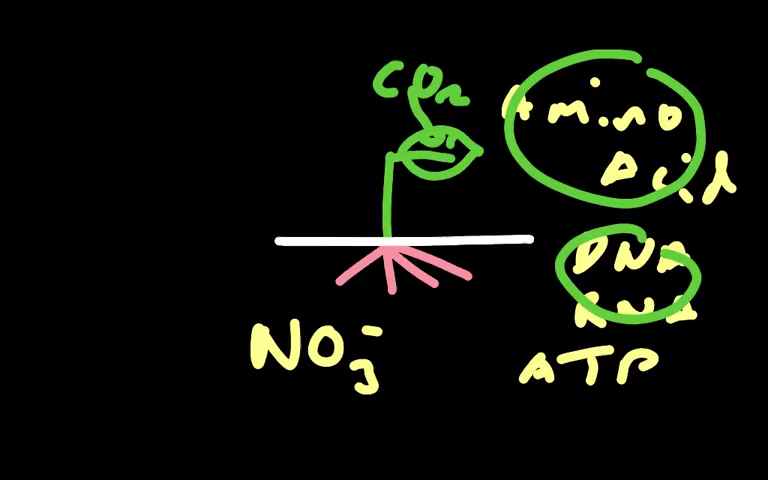 CO2
Amino
Acid
DNA
RNA
NO3-
ATP